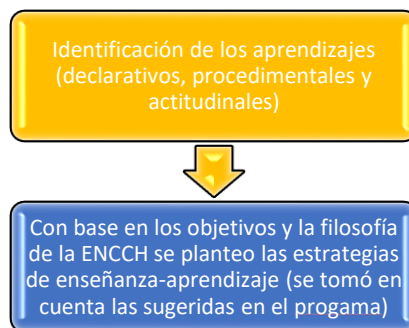 Identificación de los aprendizajes
(declarativos, procedimentales y
actitudinales)
Con base en los objetivos y la filosofía
de la ENCCH se planteo las estrategias
de enseñanza-aprendizaje (se tomó en
cuenta las sugeridas en el progama)